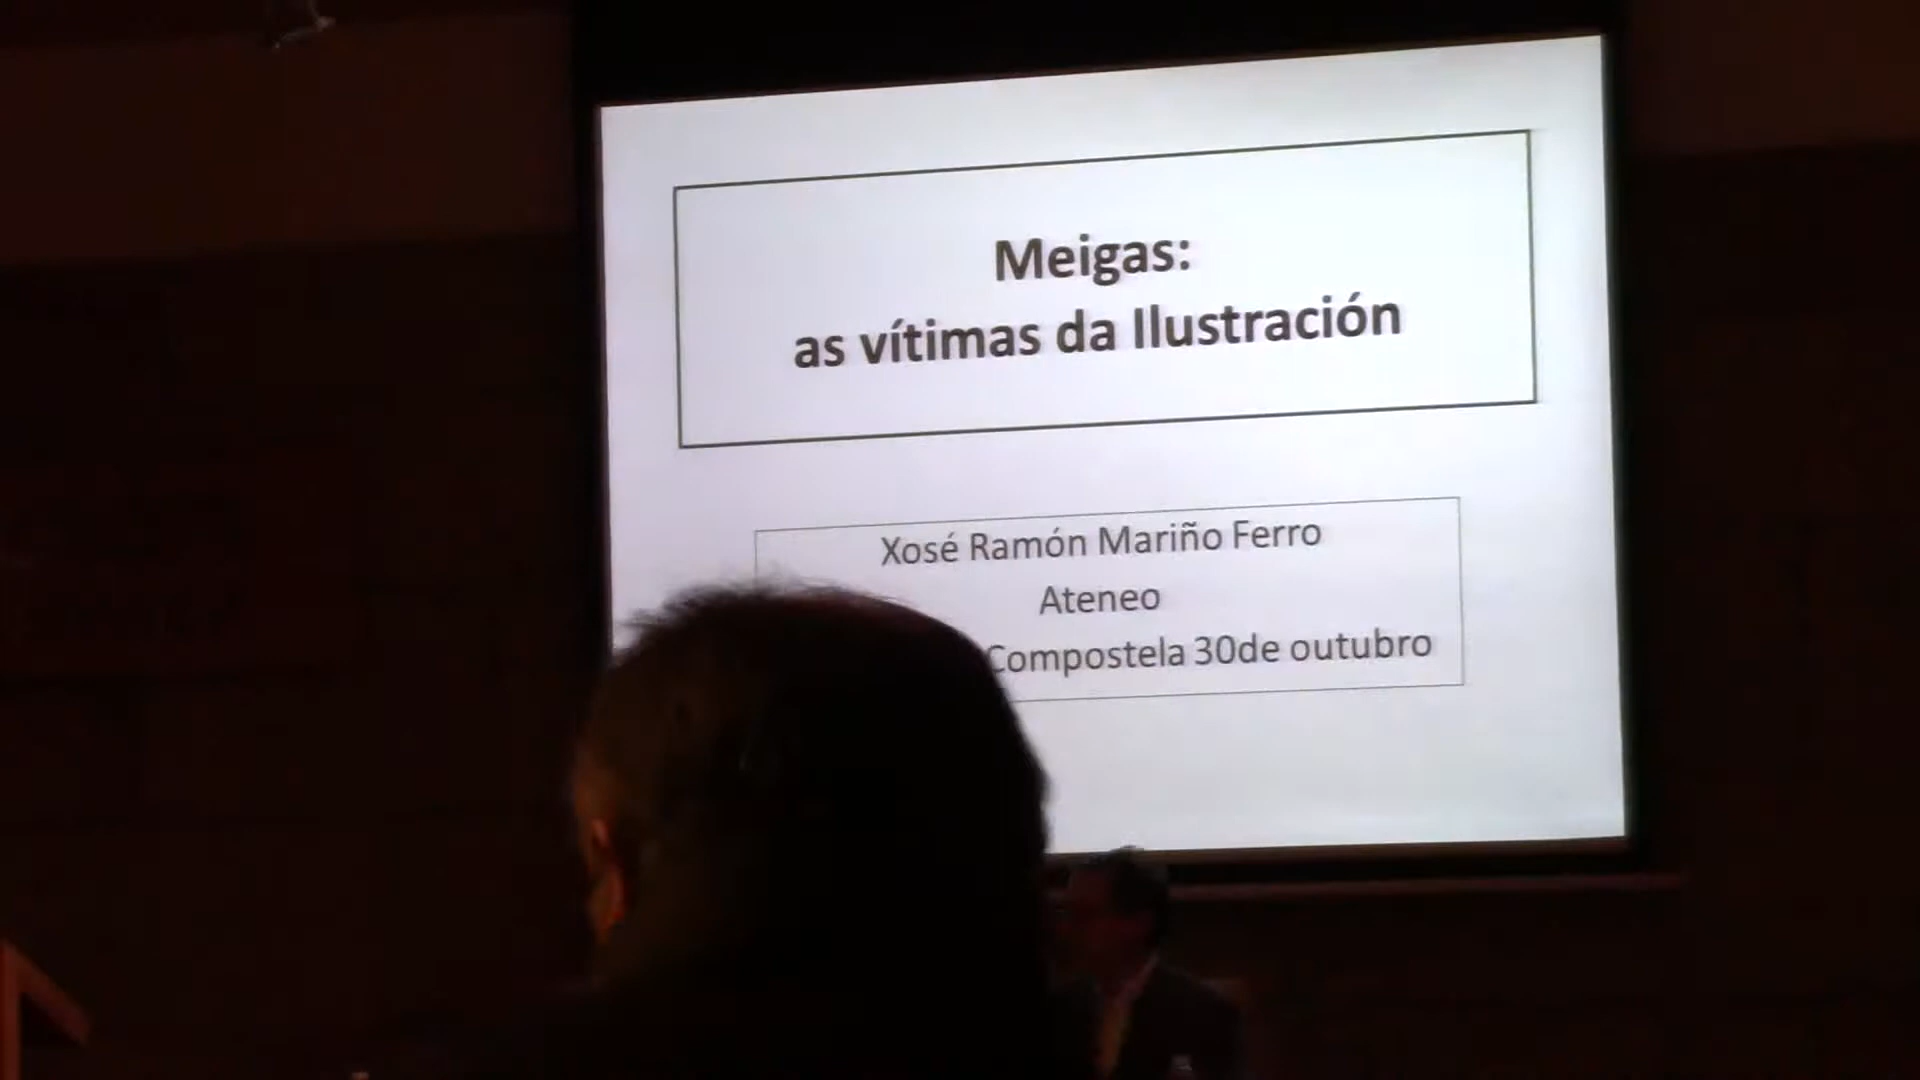 Meigas:
as vítimas da Ilustración
Xosé Ramón Mariño Ferro
Ateneo
Compostela 30de outubro